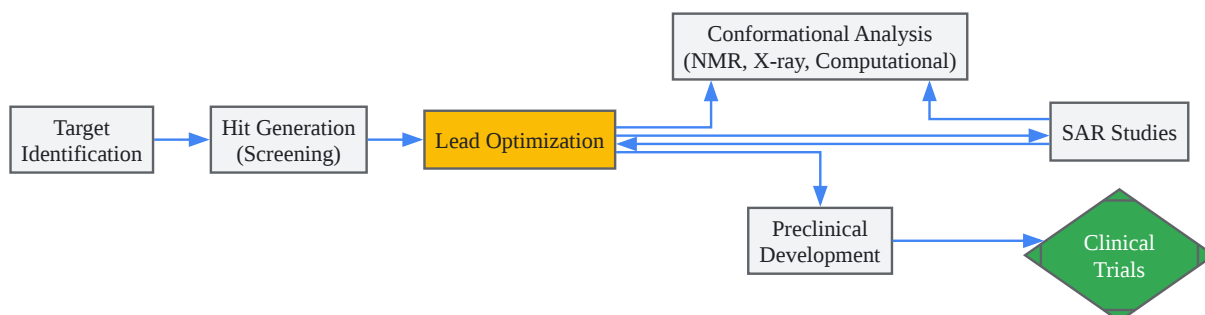 Target
Identification
Hit Generation
(Screening)
Lead Optimization
Conformational Analysis
(NMR, X-ray, Computational)
SAR Studies
Preclinical
Development
Clinical
Trials